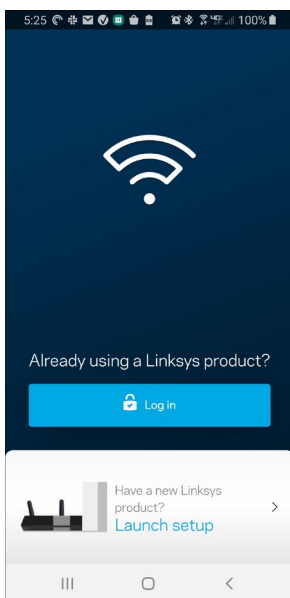 5:25 100%
Already using a Linksys product?
Log in
Have a new Linksys
product?
Launch setup